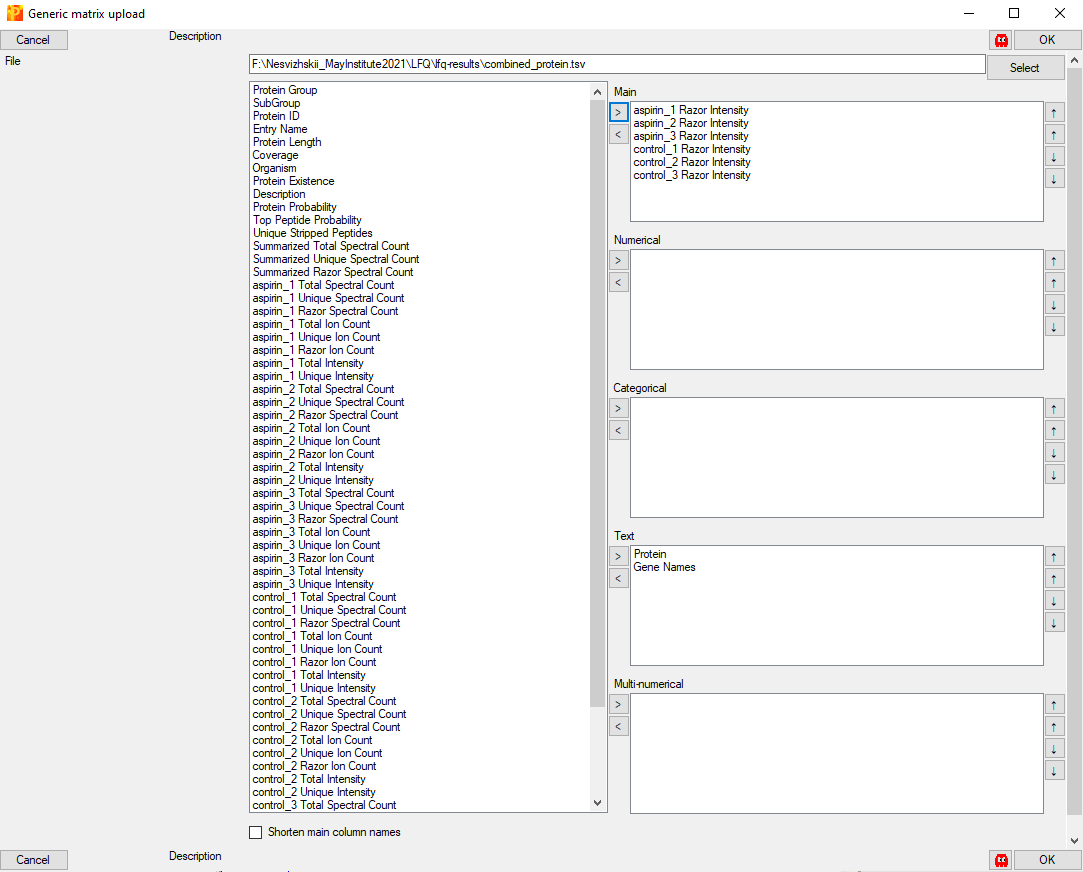 Generic matrix upload
Cancel
Description
OK
File
F:\Nesvizhskii_MayInstitute2021\LFQ\lfq-results\combined_protein.tsv
Select
Protein Group
SubGroup
Protein ID
Entry Name
Protein Length
Coverage
Organism
Protein Existence
Description
Protein Probability
Top Peptide Probability
Unique Stripped Peptides
Summarized Total Spectral Count
Summarized Unique Spectral Count
Summarized Razor Spectral Count
aspirin_1 Total Spectral Count
aspirin_1 Unique Spectral Count
aspirin_1 Razor Spectral Count
aspirin_1 Total Ion Count
aspirin_1 Unique Ion Count
aspirin_1 Razor Ion Count
aspirin_1 Total Intensity
aspirin_1 Unique Intensity
aspirin_2 Total Spectral Count
aspirin_2 Unique Spectral Count
aspirin_2 Razor Spectral Count
aspirin_2 Total Ion Count
aspirin_2 Unique Ion Count
aspirin_2 Razor Ion Count
aspirin_2 Total Intensity
aspirin_2 Unique Intensity
aspirin_3 Total Spectral Count
aspirin_3 Unique Spectral Count
aspirin_3 Razor Spectral Count
aspirin_3 Total Ion Count
aspirin_3 Unique Ion Count
aspirin_3 Razor Ion Count
aspirin_3 Total Intensity
aspirin_3 Unique Intensity
control_1 Total Spectral Count
control_1 Unique Spectral Count
control_1 Razor Spectral Count
control_1 Total Ion Count
control_1 Unique Ion Count
control_1 Razor Ion Count
control_1 Total Intensity
control_1 Unique Intensity
control_2 Total Spectral Count
control_2 Unique Spectral Count
control_2 Razor Spectral Count
control_2 Total Ion Count
control_2 Unique Ion Count
control_2 Razor Ion Count
control_2 Total Intensity
control_2 Unique Intensity
control_3 Total Spectral Count
Main
>
<
aspirin_1 Razor Intensity
aspirin_2 Razor Intensity
aspirin_3 Razor Intensity
control_1 Razor Intensity
control_2 Razor Intensity
control_3 Razor Intensity
↑
↑
↓
↓
Numerical
>
<
↑
↑
↓
↓
Categorical
>
<
↑
↑
↓
↓
Text
>
<
Protein
Gene Names
↑
↑
↓
↓
Multi-numerical
>
<
↑
↑
↓
↓
Shorten main column names
Cancel
Description
OK